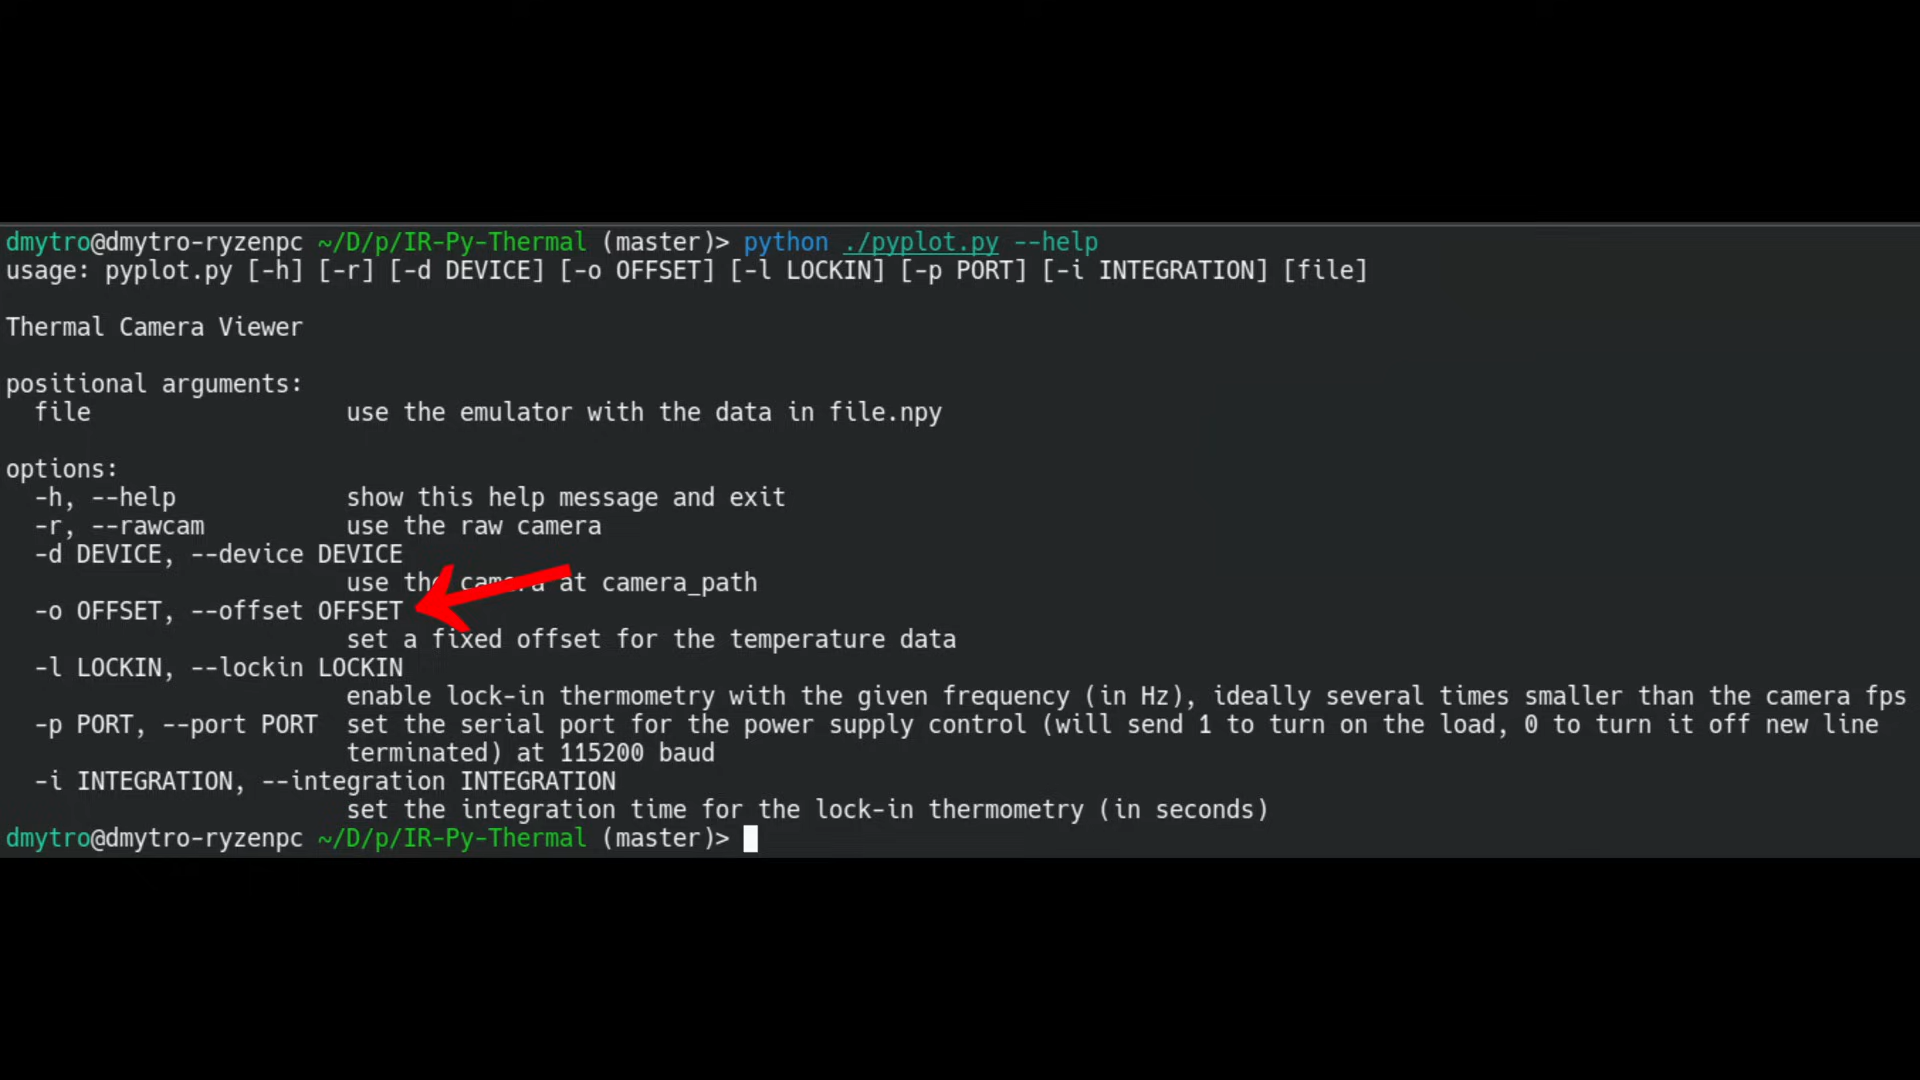 dmytro@dmytro-ryzenpc ~/D/p/IR-Py-Thermal (master)> python ./pyplot.py --help
usage: pyplot.py [-h] [-r] [-d DEVICE] [-o OFFSET] [-l LOCKIN] [-p PORT] [-i INTEGRATION] [file]
Thermal Camera Viewer
positional arguments:
file use the emulator with the data in file.npy
options:
-h, --help show this help message and exit
-r, --rawcam use the raw camera
-d DEVICE, --device DEVICE
use the camera at camera_path
-o OFFSET, --offset OFFSET
set a fixed offset for the temperature data
-l LOCKIN, --lockin LOCKIN
enable lock-in thermometry with the given frequency (in Hz), ideally several times smaller than the camera fps
-p PORT, --port PORT set the serial port for the power supply control (will send 1 to turn on the load, 0 to turn it off new line
terminated) at 115200 baud
-i INTEGRATION, --integration INTEGRATION
set the integration time for the lock-in thermometry (in seconds)
dmytro@dmytro-ryzenpc ~/D/p/IR-Py-Thermal (master)>